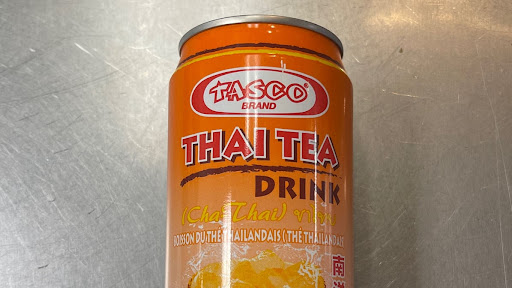 TASCO®
BRAND
THAI TEA
DRINK
(Cha Thai)
BOISSON DU THÉ THAILANDAIS (THÉ THAILANDAIS
南